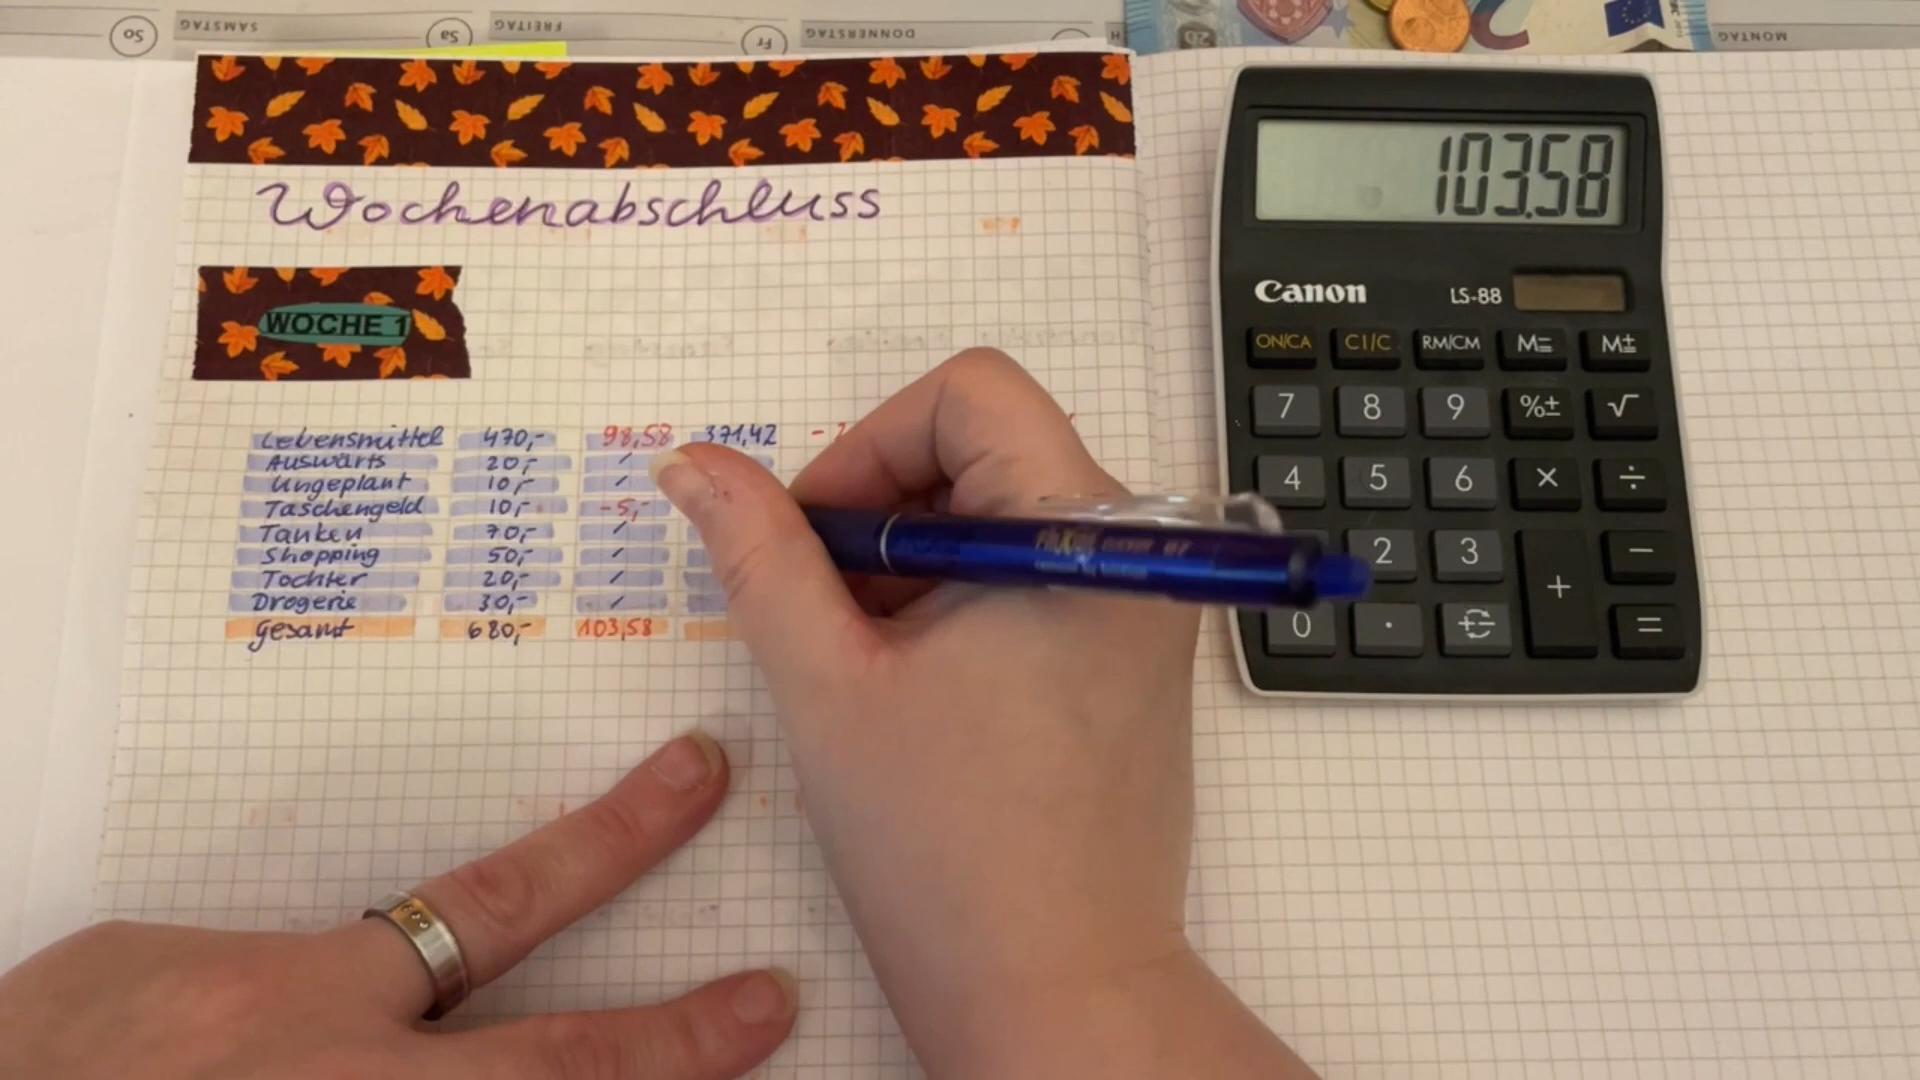 SAMSTAG So FREITAG Sa DONNERSTAG Fr MONTAG
Wochenabschluss
WOCHE 1
Lebensmittel 470,- 98,58 371,42
Auswärts 20,- /
Ungeplant 10,- /
Taschengeld 10,- -5,-
Tanken 70,- /
Shopping 50,- /
Tochter 20,- /
Drogerie 30,- /
Gesamt 680,- 103,58
103.58
Canon LS-88
ON/CA CI/C RM/CM M= M±
7 8 9 %± √
4 5 6 × ÷
2 3 + −
0 . =